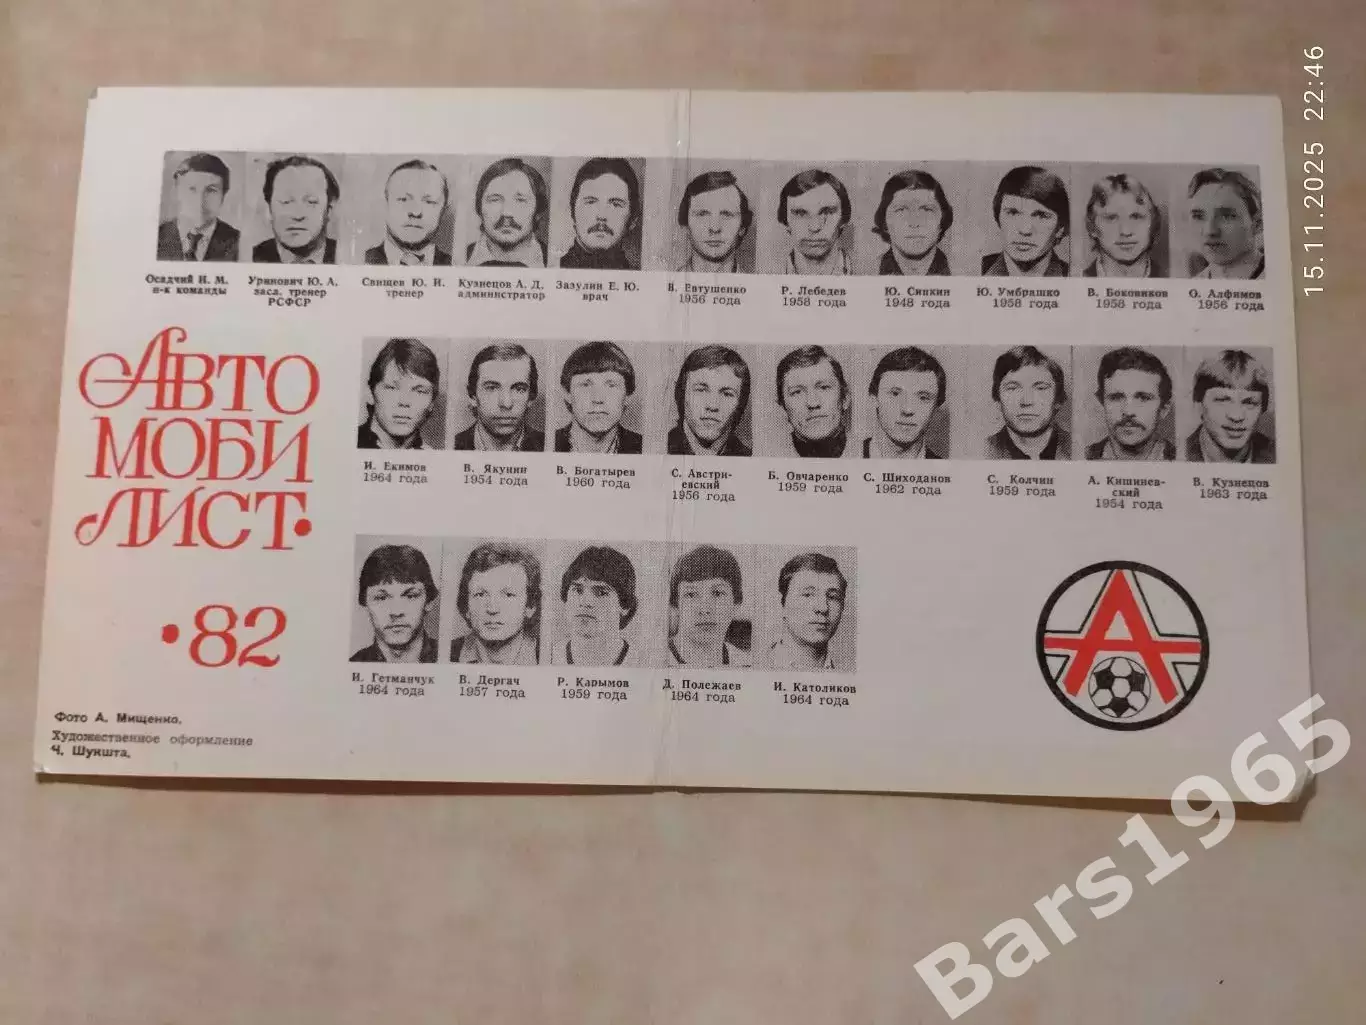 Осадчий И. М.
н-к команды
Уринович Ю. А.
засл. тренер
РСФСР
Свищев Ю. И.
тренер
Кузнецов А. Д.
администратор
Зазулин Е. Ю.
врач
В. Евтушенко
1956 года
Р. Лебедев
1958 года
Ю. Сипкин
1948 года
Ю. Умбрашко
1958 года
В. Боковиков
1958 года
О. Алфимов
1956 года
АВТО
МОБИ
ЛИСТ•
•82
И. Екимов
1964 года
В. Якунин
1954 года
В. Богатырев
1960 года
С. Австри-
евский
1956 года
Б. Овчаренко
1959 года
С. Шиходанов
1962 года
С. Колчин
1959 года
А. Кишинев-
ский
1954 года
В. Кузнецов
1963 года
И. Гетманчук
1964 года
В. Дергач
1957 года
Р. Карымов
1959 года
Д. Полежаев
1964 года
И. Католиков
1964 года
А
Фото А. Мищенко.
Художественное оформление
Ч. Шукшта.
15.11.2025 22:46
Bars1965